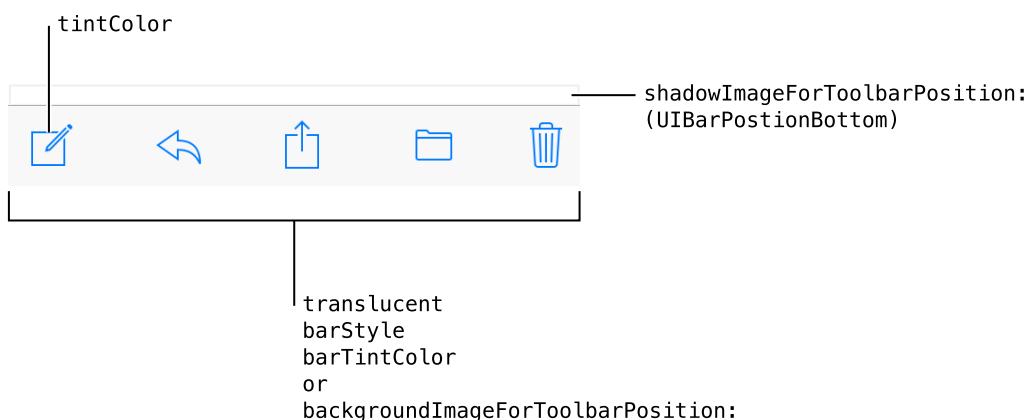 tintColor
shadowImageForToolbarPosition:
(UIBarPostionBottom)
translucent
barStyle
barTintColor
or
backgroundImageForToolbarPosition: